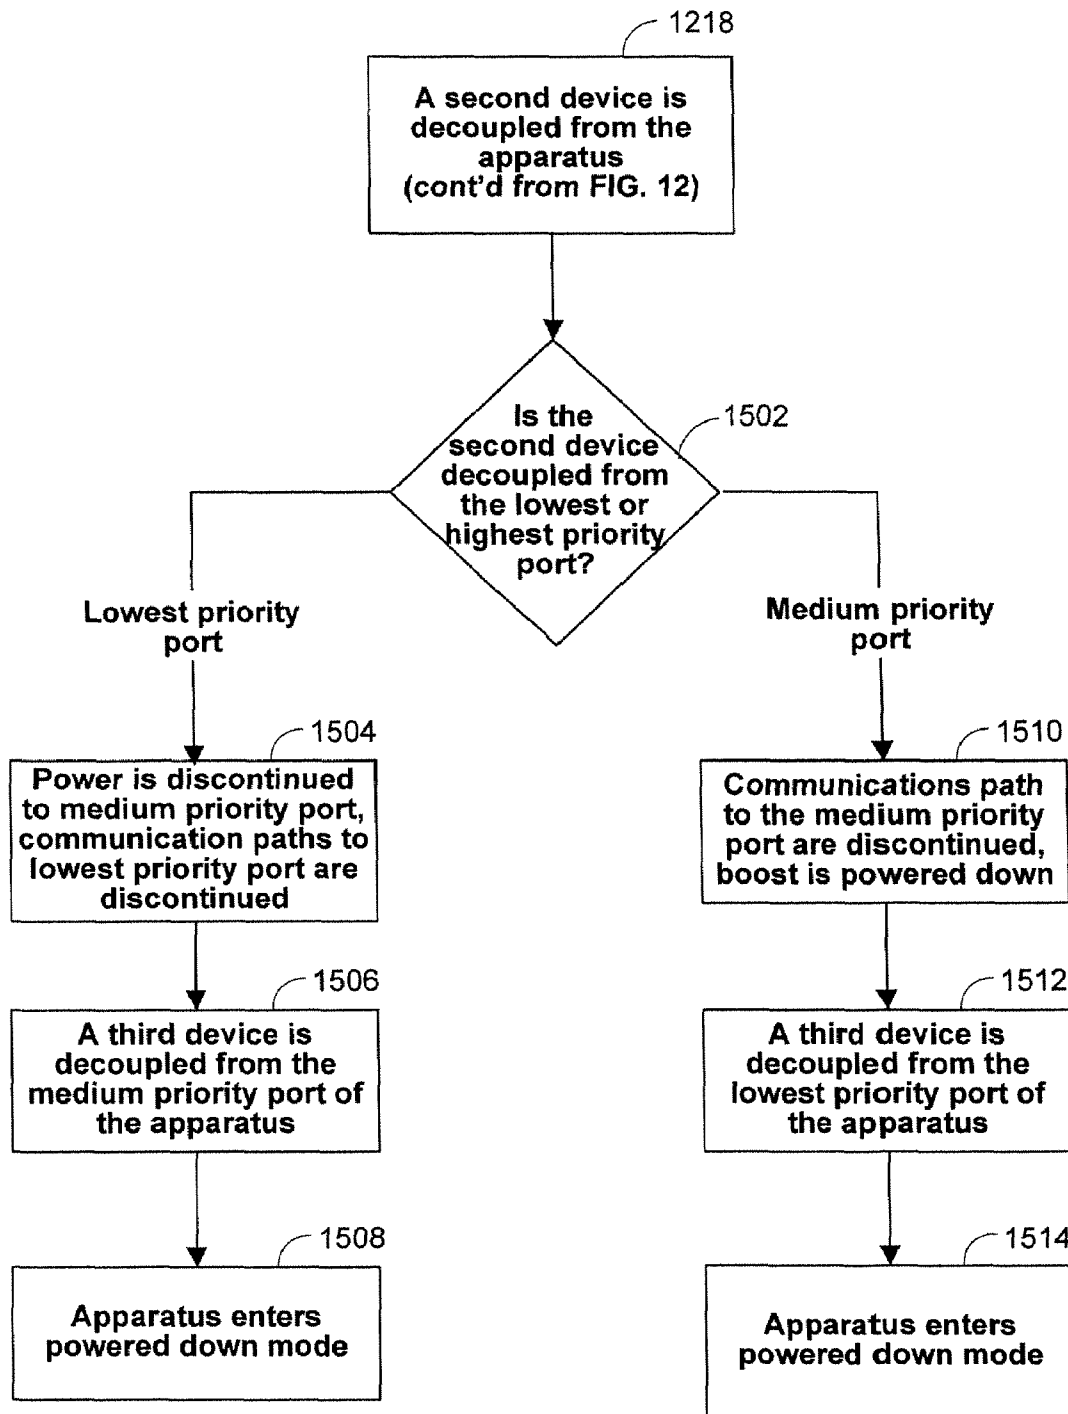 1218
A second device is
decoupled from the
apparatus
(cont'd from FIG. 12)
1502
Is the
second device
decoupled from
the lowest or
highest priority
port?
Lowest priority
port
Medium priority
port
1504
Power is discontinued
to medium priority port,
communication paths to
lowest priority port are
discontinued
1510
Communications path
to the medium priority
port are discontinued,
boost is powered down
1506
A third device is
decoupled from the
medium priority port of
the apparatus
1512
A third device is
decoupled from the
lowest priority port of
the apparatus
1508
Apparatus enters
powered down mode
1514
Apparatus enters
powered down mode